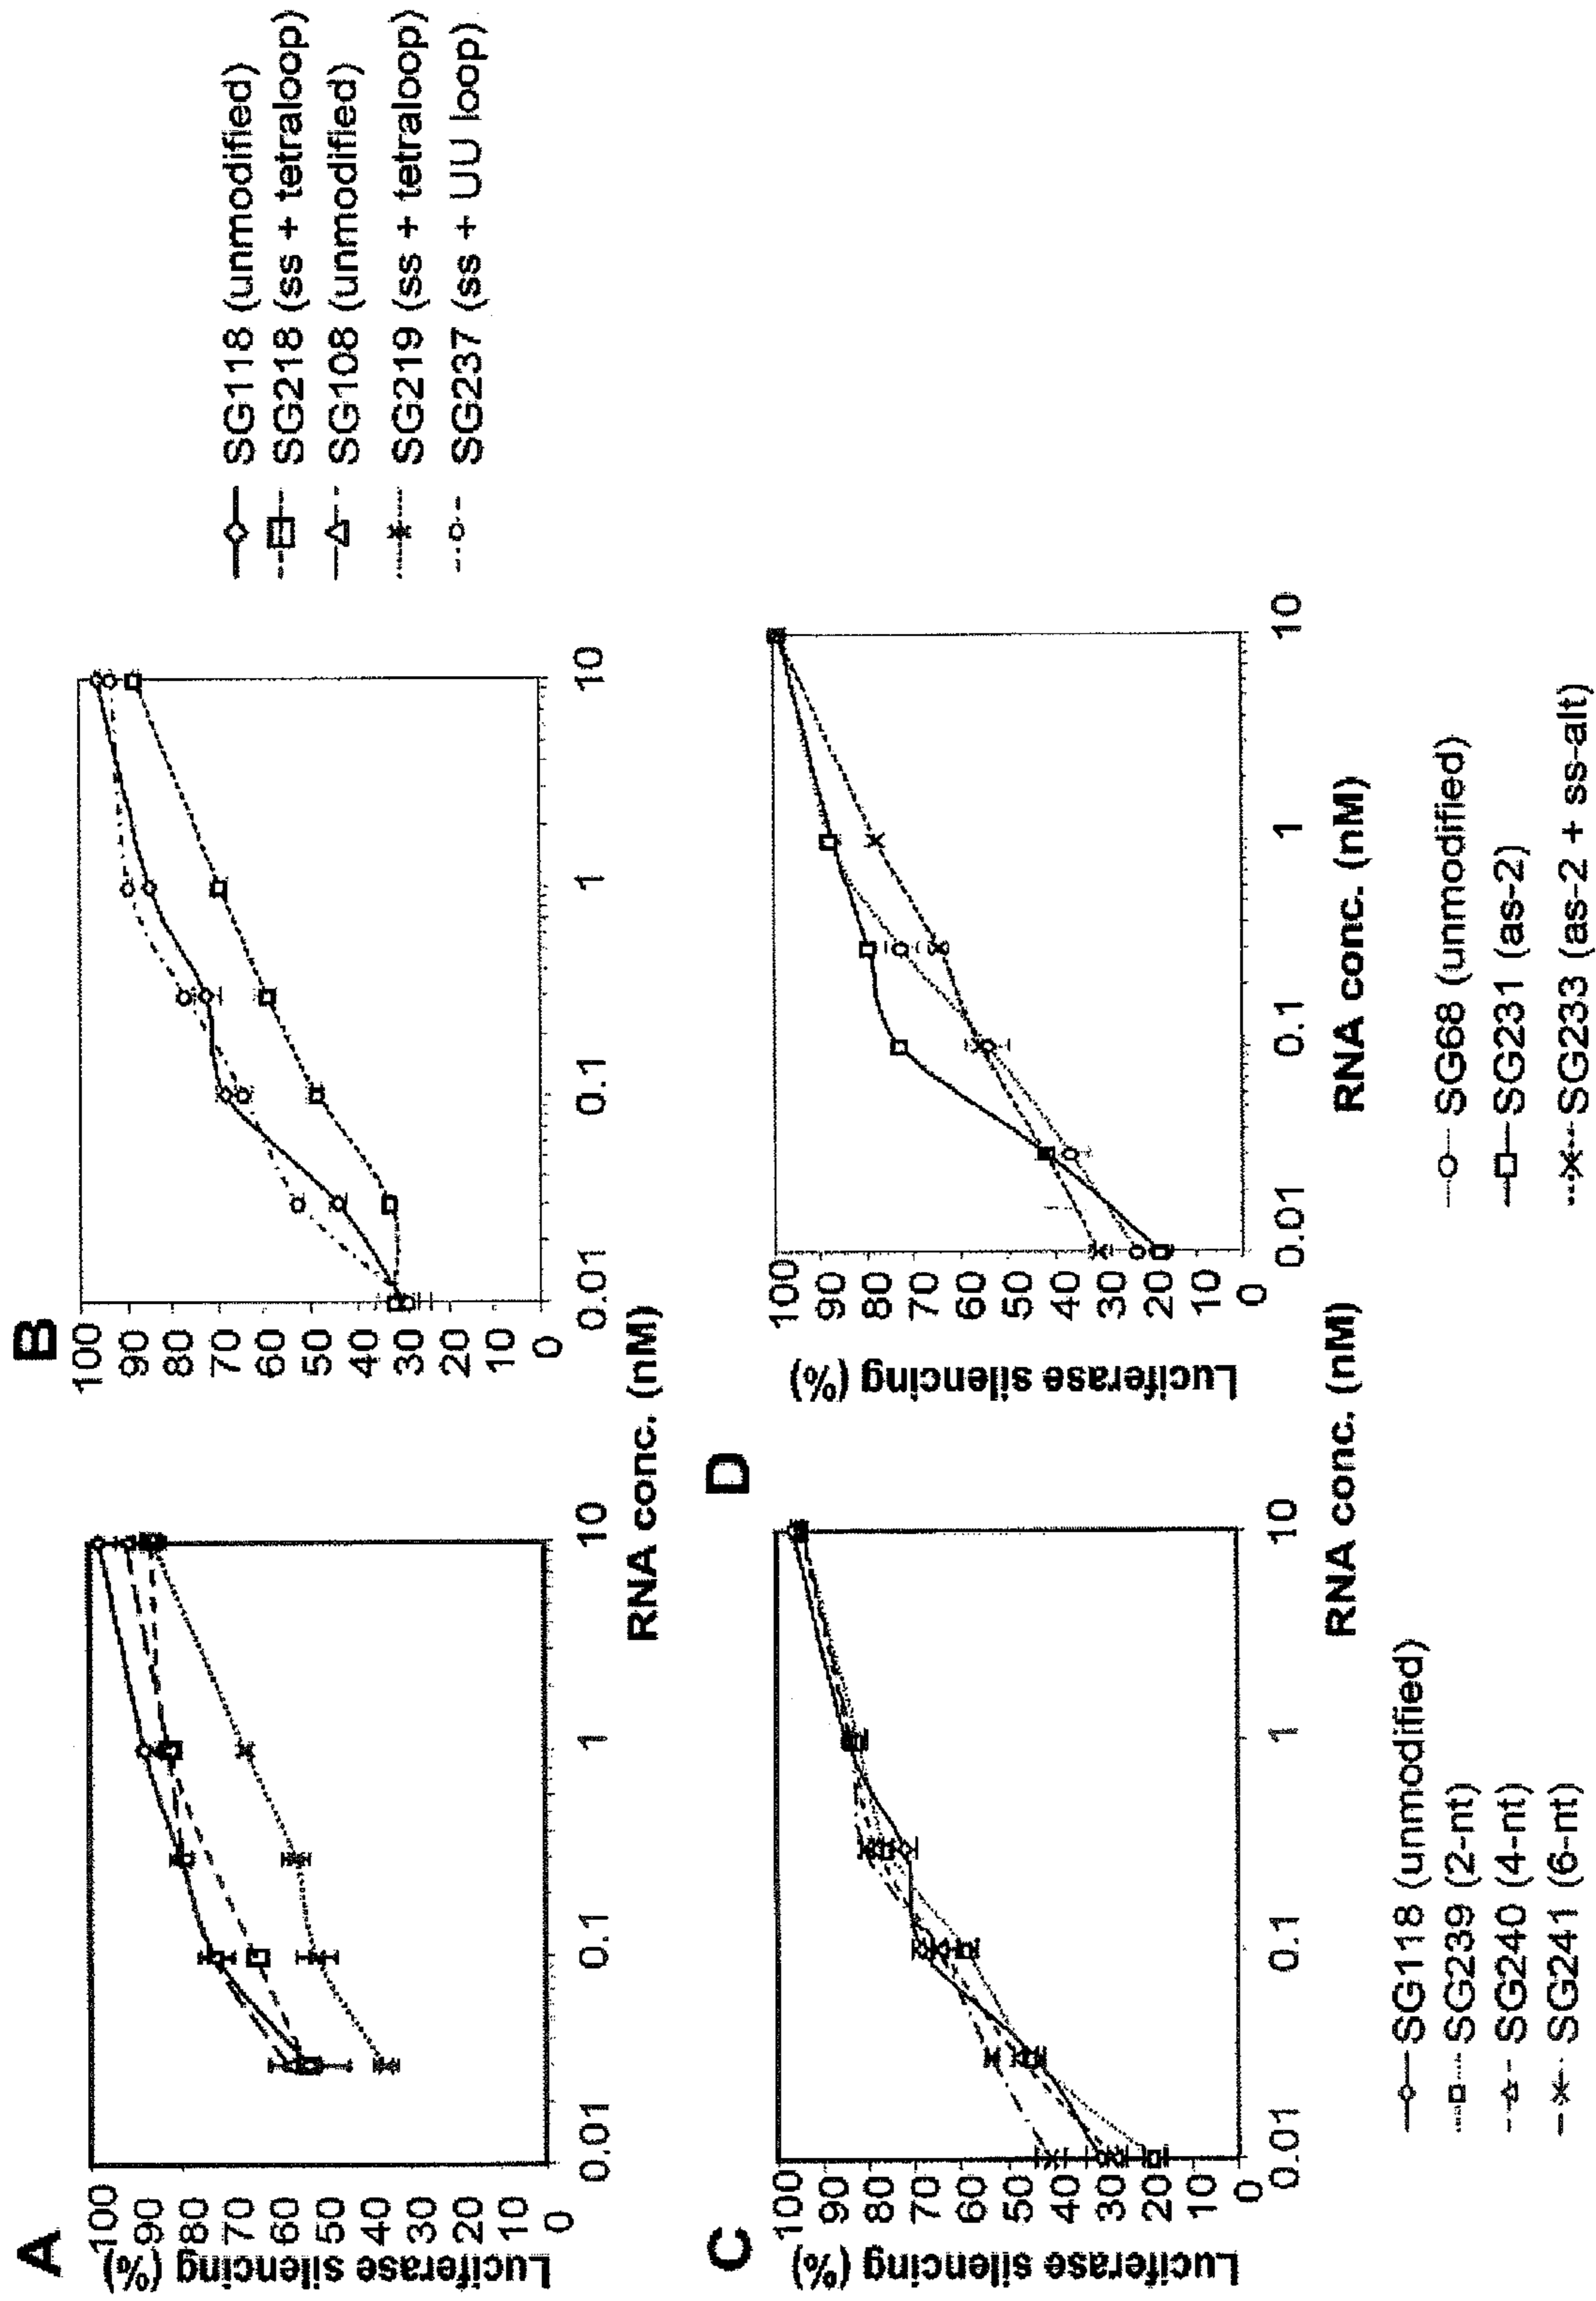 A
Luciferase silencing (%)
100
90
80
70
60
50
40
30
20
10
0
0.01
0.1
1
10
RNA conc. (nM)
B
100
90
80
70
60
50
40
30
20
10
0
0.01
0.1
1
10
SG118 (unmodified)
SG218 (ss + tetraloop)
SG108 (unmodified)
SG219 (ss + tetraloop)
SG237 (ss + UU loop)
C
Luciferase silencing (%)
100
90
80
70
60
50
40
30
20
10
0
0.01
0.1
1
10
RNA conc. (nM)
SG118 (unmodified)
SG239 (2-nt)
SG240 (4-nt)
SG241 (6-nt)
D
Luciferase silencing (%)
100
90
80
70
60
50
40
30
20
10
0
0.01
0.1
1
10
RNA conc. (nM)
SG68 (unmodified)
SG231 (as-2)
SG233 (as-2 + ss-alt)